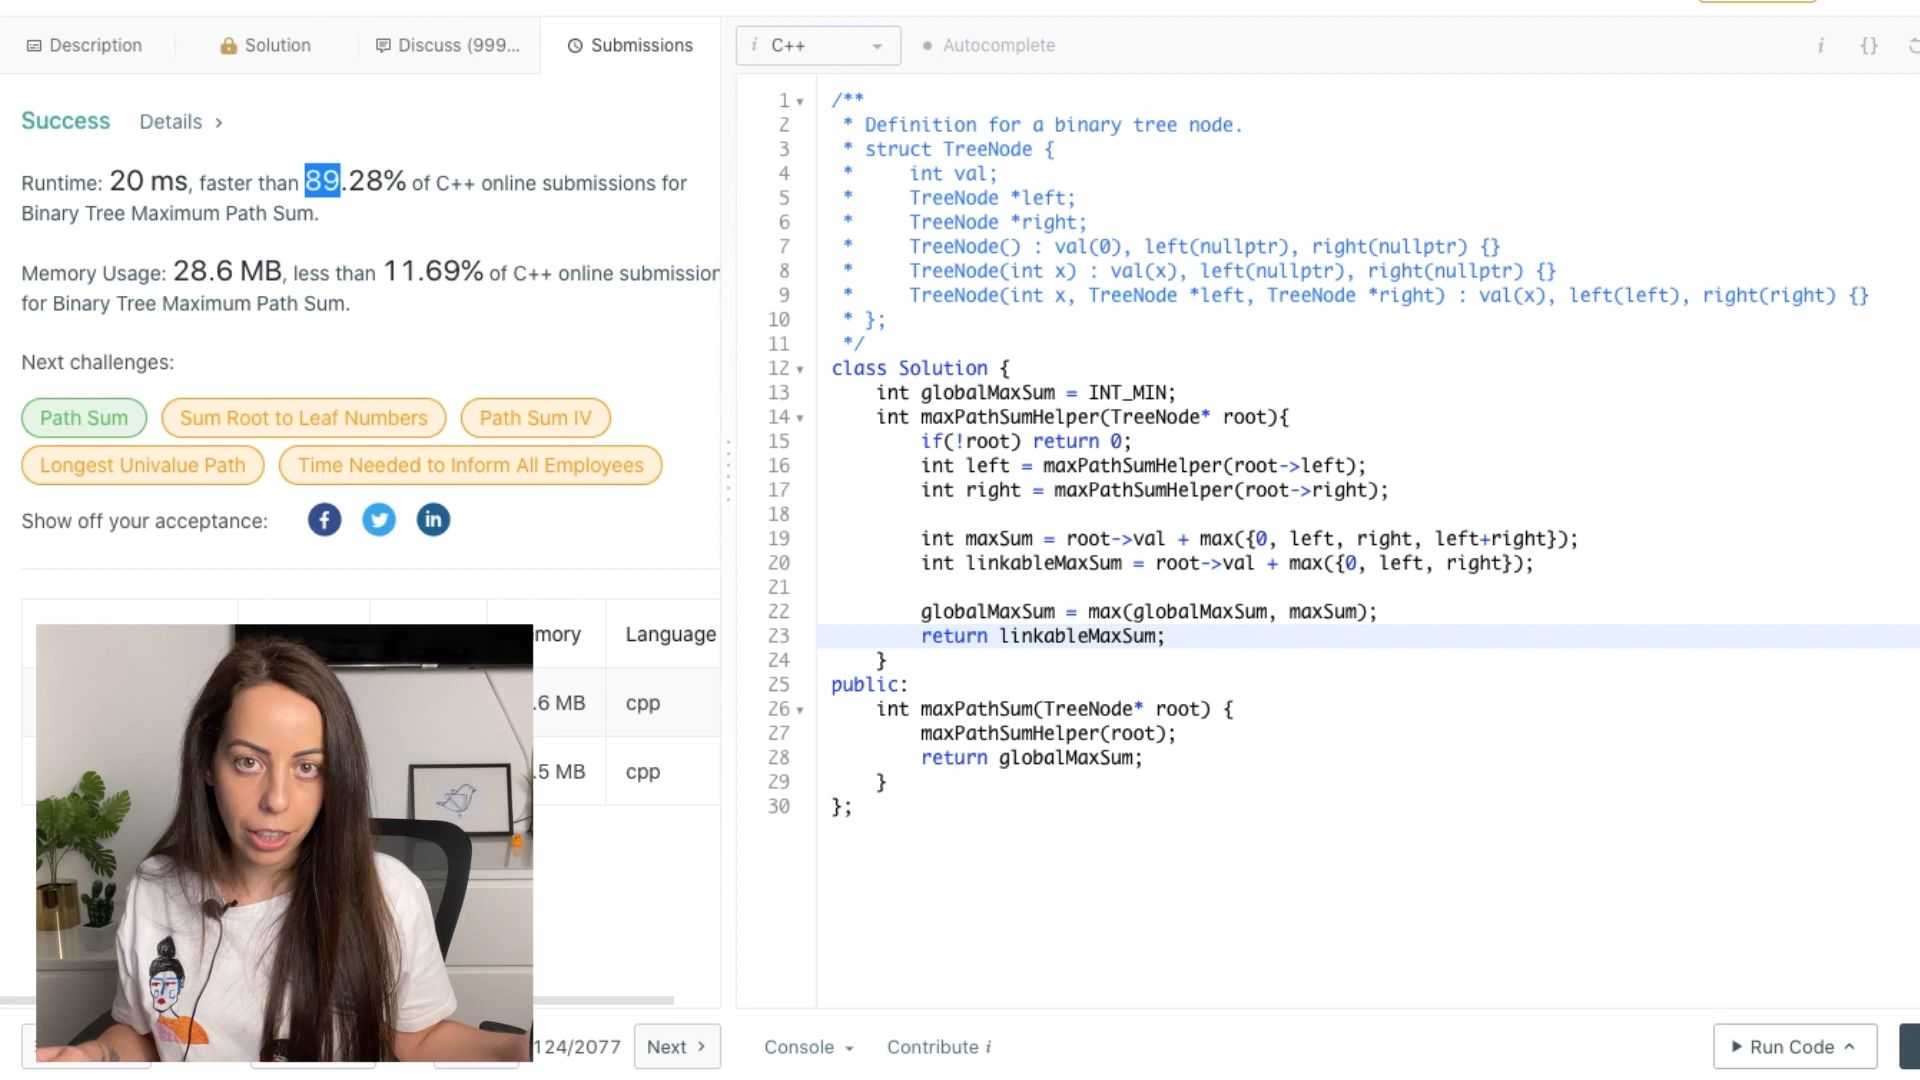 Description
Solution
Discuss (999...
Submissions
Success
Details
Runtime: 20 ms, faster than 89.28% of C++ online submissions for
Binary Tree Maximum Path Sum.
Memory Usage: 28.6 MB, less than 11.69% of C++ online submission
for Binary Tree Maximum Path Sum.
Next challenges:
Path Sum
Sum Root to Leaf Numbers
Path Sum IV
Longest Univalue Path
Time Needed to Inform All Employees
Show off your acceptance:
f
in
mory
Language
.6 MB
cpp
.5 MB
cpp
124/2077
Next
i C++
Autocomplete
i {}
1 /**
2  * Definition for a binary tree node.
3  * struct TreeNode {
4  *     int val;
5  *     TreeNode *left;
6  *     TreeNode *right;
7  *     TreeNode() : val(0), left(nullptr), right(nullptr) {}
8  *     TreeNode(int x) : val(x), left(nullptr), right(nullptr) {}
9  *     TreeNode(int x, TreeNode *left, TreeNode *right) : val(x), left(left), right(right) {}
10  * };
11  */
12 class Solution {
13     int globalMaxSum = INT_MIN;
14     int maxPathSumHelper(TreeNode* root){
15         if(!root) return 0;
16         int left = maxPathSumHelper(root->left);
17         int right = maxPathSumHelper(root->right);
18
19         int maxSum = root->val + max({0, left, right, left+right});
20         int linkableMaxSum = root->val + max({0, left, right});
21
22         globalMaxSum = max(globalMaxSum, maxSum);
23         return linkableMaxSum;
24     }
25 public:
26     int maxPathSum(TreeNode* root) {
27         maxPathSumHelper(root);
28         return globalMaxSum;
29     }
30 };
Console
Contribute i
Run Code